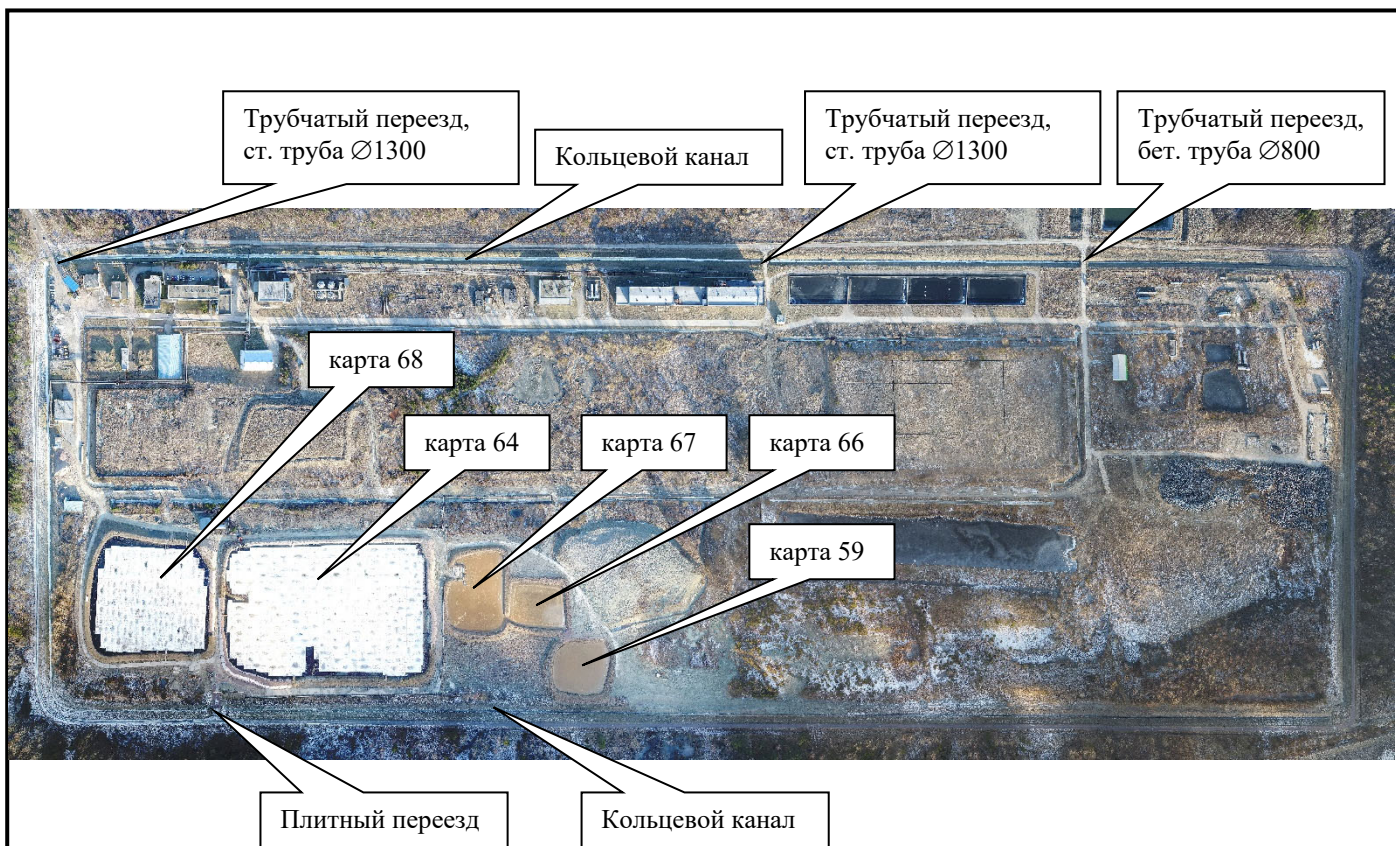 Трубчатый переезд,
ст. труба ∅1300
Кольцевой канал
Трубчатый переезд,
ст. труба ∅1300
Трубчатый переезд,
бет. труба ∅800
карта 68
карта 64
карта 67
карта 66
карта 59
Плитный переезд
Кольцевой канал